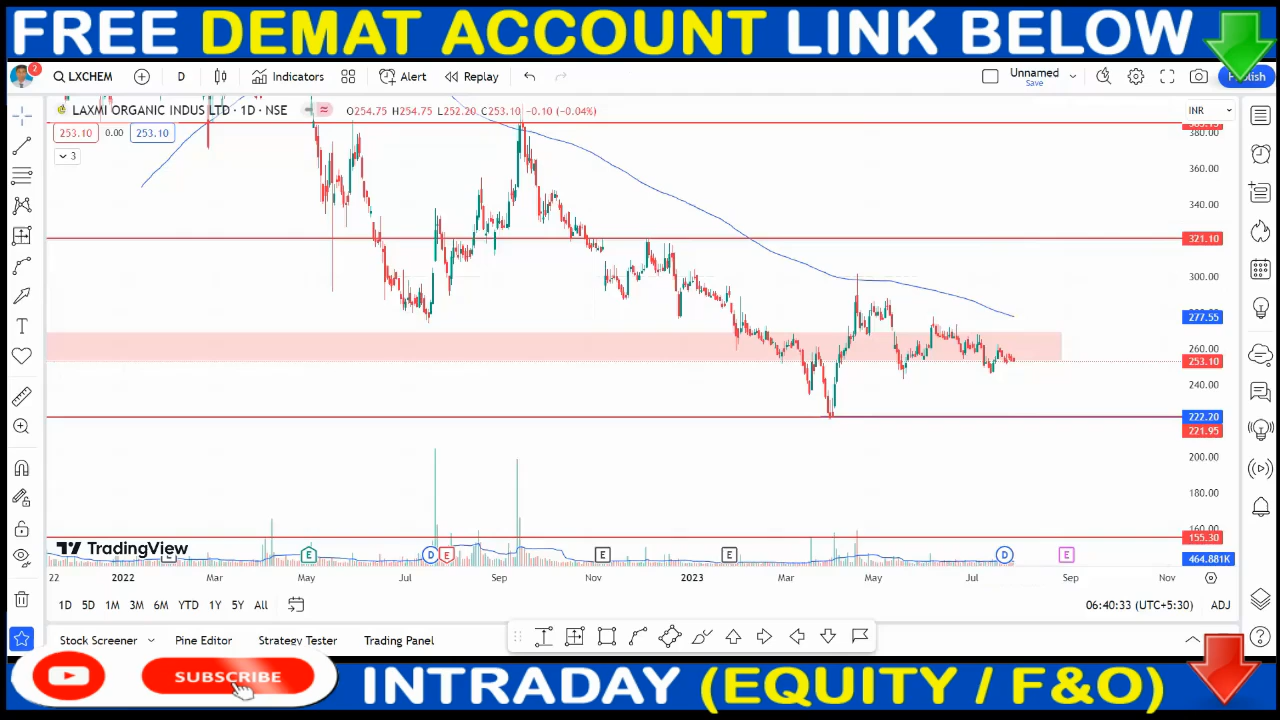 FREE DEMAT ACCOUNT LINK BELOW
2 LXCHEM D Indicators Alert Replay Unnamed Save Publish
LAXMI ORGANIC INDUS LTD · 1D · NSE O254.75 H254.75 L252.20 C253.10 -0.10 (-0.04%) INR
253.10 0.00 253.10
3
380.00
360.00
340.00
321.10
300.00
277.55
260.00
253.10
240.00
222.20
221.95
200.00
180.00
160.00
155.30
TradingView E E D E E E D E 464.881K
22 2022 Mar May Jul Sep Nov 2023 Mar May Jul Sep Nov
1D 5D 1M 3M 6M YTD 1Y 5Y All 06:40:33 (UTC+5:30) ADJ
Stock Screener Pine Editor Strategy Tester Trading Panel
SUBSCRIBE INTRADAY (EQUITY / F&O)